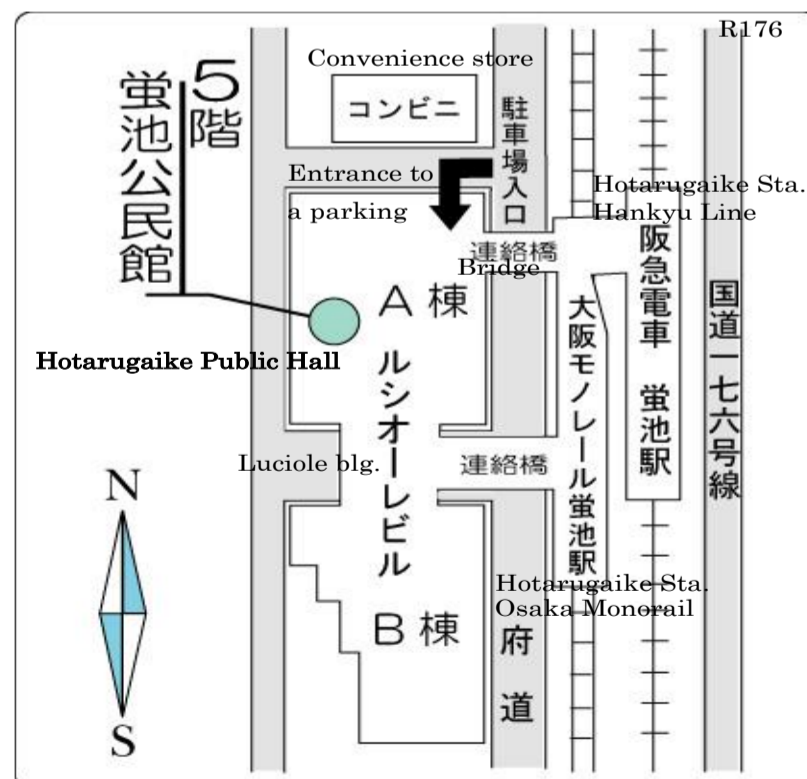 R176
Convenience store
コンビニ
5階
蛍池公民館
駐車場入口
Entrance to
a parking
Hotarugaike Sta.
Hankyu Line
連絡橋
Bridge
阪急電車 蛍池駅
国道一七六号線
A棟
Hotarugaike Public Hall
ルシオーレビル
大阪モノレール蛍池駅
Luciole blg.
連絡橋
N
S
Hotarugaike Sta.
Osaka Monorail
B棟
府道